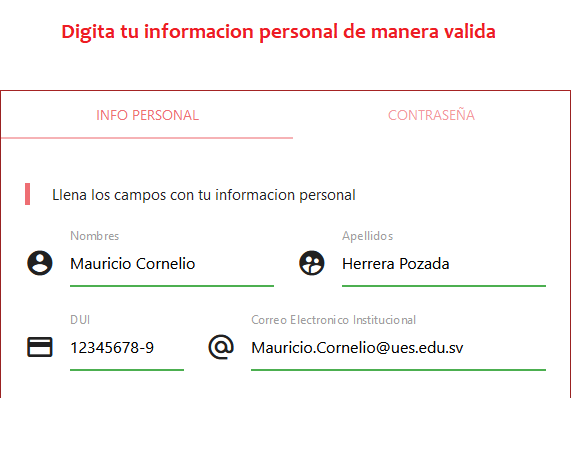 Digita tu informacion personal de manera valida
INFO PERSONAL
CONTRASEÑA
Llena los campos con tu informacion personal
Nombres
Apellidos
Mauricio Cornelio
Herrera Pozada
DUI
Correo Electronico Institucional
12345678-9
Mauricio.Cornelio@ues.edu.sv